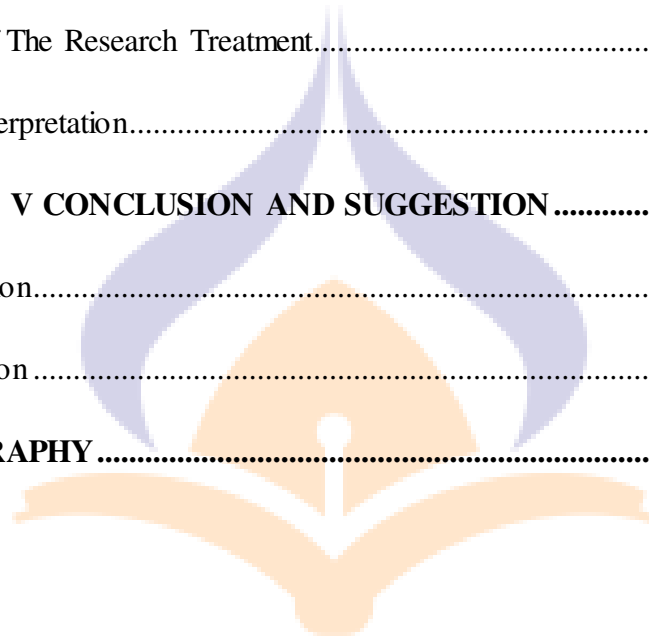 The Research Treatment......................................
erpretation...............................................................
V CONCLUSION AND SUGGESTION ............
on...........................................................................
on ..........................................................................
RAPHY .................................................................